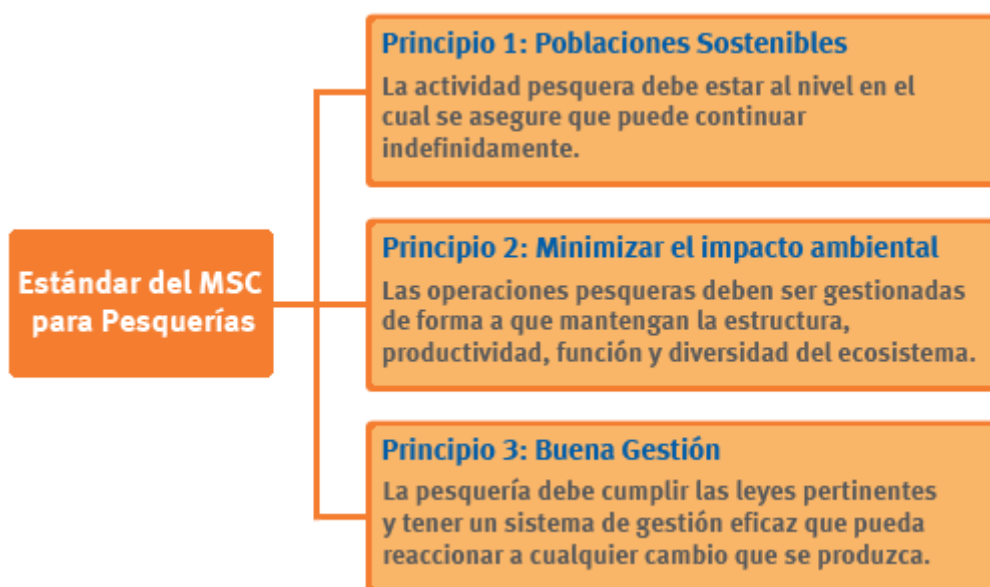 Principio 1: Poblaciones Sostenibles
La actividad pesquera debe estar al nivel en el
cual se asegure que puede continuar
indefinidamente.
Estándar del MSC
para Pesquerías
Principio 2: Minimizar el impacto ambiental
Las operaciones pesqueras deben ser gestionadas
de forma a que mantengan la estructura,
productividad, función y diversidad del ecosistema.
Principio 3: Buena Gestión
La pesquería debe cumplir las leyes pertinentes
y tener un sistema de gestión eficaz que pueda
reaccionar a cualquier cambio que se produzca.